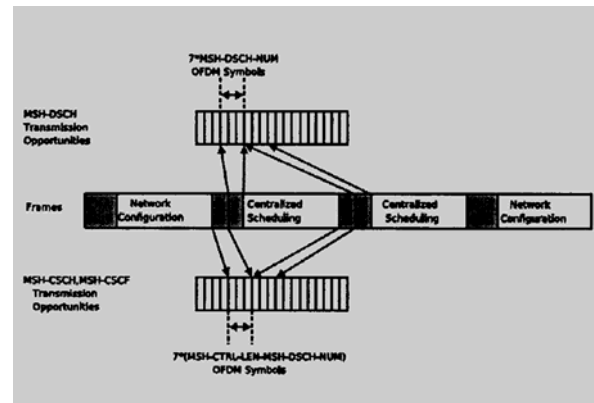 7*MSH-DSCH-NUM
OFDM Symbols
MSH-DSCH
Transmission
Opportunities
Frames
Network
Configuration
Centralized
Scheduling
Centralized
Scheduling
Network
Configuration
MSH-CSCH,MSH-CSCF
Transmission
Opportunities
7*(MSH-CTRL-LEN-MSH-DSCH-NUM)
OFDM Symbols